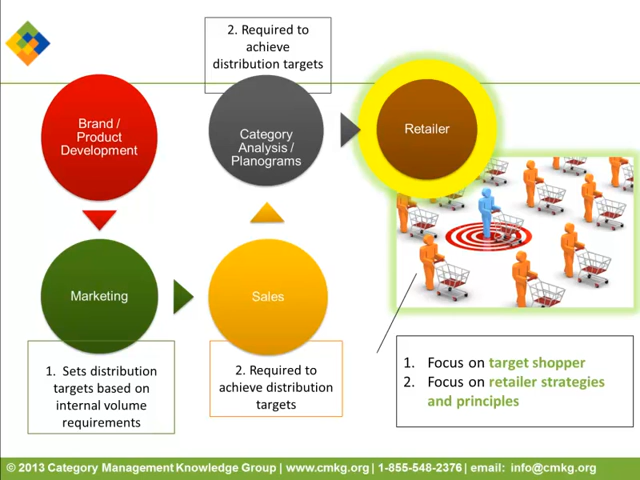 2. Required to
achieve
distribution targets
Brand /
Product
Development
Category
Analysis /
Planograms
Retailer
Marketing
Sales
1. Sets distribution
targets based on
internal volume
requirements
2. Required to
achieve distribution
targets
1. Focus on target shopper
2. Focus on retailer strategies
and principles
© 2013 Category Management Knowledge Group | www.cmkg.org | 1-855-548-2376 | email: info@cmkg.org